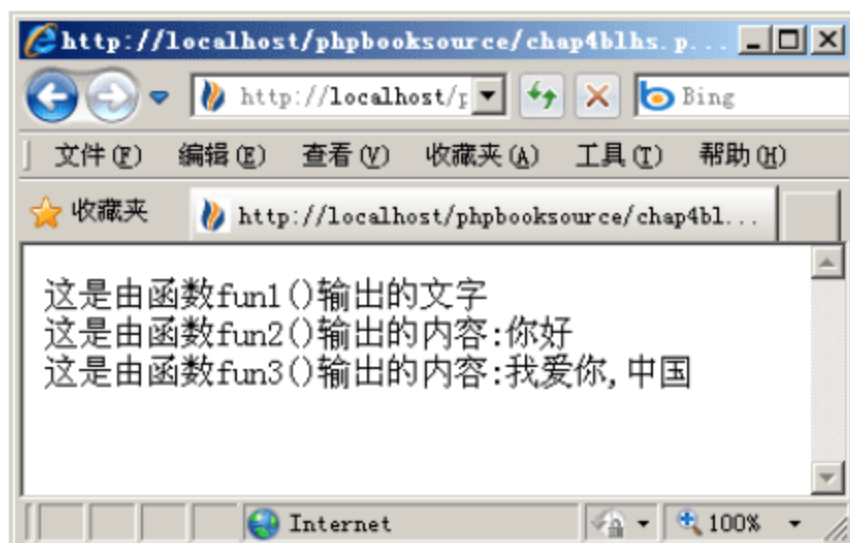 http://localhost/phpbooksource/chap4blhs.p...
http://localhost/p
Bing
文件(F) 编辑(E) 查看(V) 收藏夹(A) 工具(T) 帮助(H)
收藏夹 http://localhost/phpbooksource/chap4bl...
这是由函数fun1()输出的文字
这是由函数fun2()输出的内容:你好
这是由函数fun3()输出的内容:我爱你,中国
Internet 100%